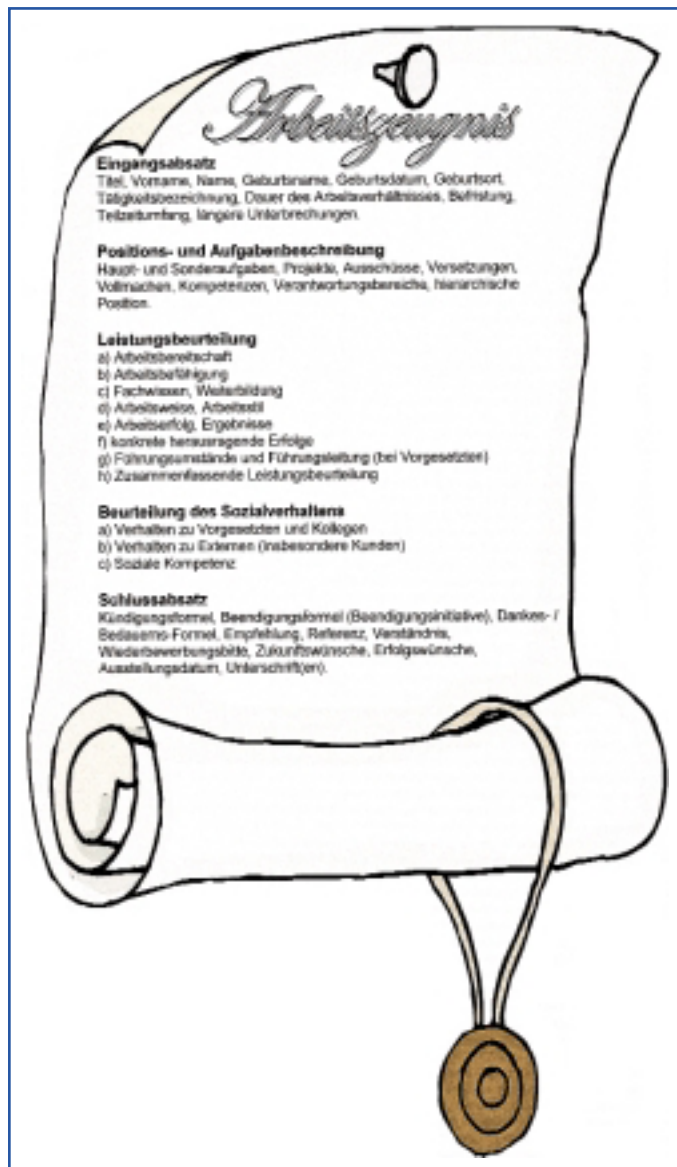 Arbeitszeugnis
Eingangsabsatz
Titel, Vorname, Name, Geburtsname, Geburtsdatum, Geburtsort,
Tätigkeitsbezeichnung, Dauer des Arbeitsverhältnisses, Befristung,
Teilzeitumfang, längere Unterbrechungen.
Positions- und Aufgabenbeschreibung
Haupt- und Sonderaufgaben, Projekte, Ausschüsse, Versetzungen,
Vollmachen, Kompetenzen, Verantwortungsbereiche, hierarchische
Position.
Leistungsbeurteilung
a) Arbeitsbereitschaft
b) Arbeitsbefähigung
c) Fachwissen, Weiterbildung
d) Arbeitsweise, Arbeitsstil
e) Arbeitserfolg, Ergebnisse
f) konkrete herausragende Erfolge
g) Führungsumstände und Führungsleitung (bei Vorgesetzten)
h) Zusammenfassende Leistungsbeurteilung
Beurteilung des Sozialverhaltens
a) Verhalten zu Vorgesetzten und Kollegen
b) Verhalten zu Externen (insbesondere Kunden)
c) Soziale Kompetenz
Schlussabsatz
Kündigungsformel, Beendigungsformel (Beendigungsinitiative), Dankes- /
Bedauerns-Formel, Empfehlung, Referenz, Verständnis,
Wiederbewerbungsbitte, Zukunftswünsche, Erfolgswünsche,
Ausstellungsdatum, Unterschrift(en).